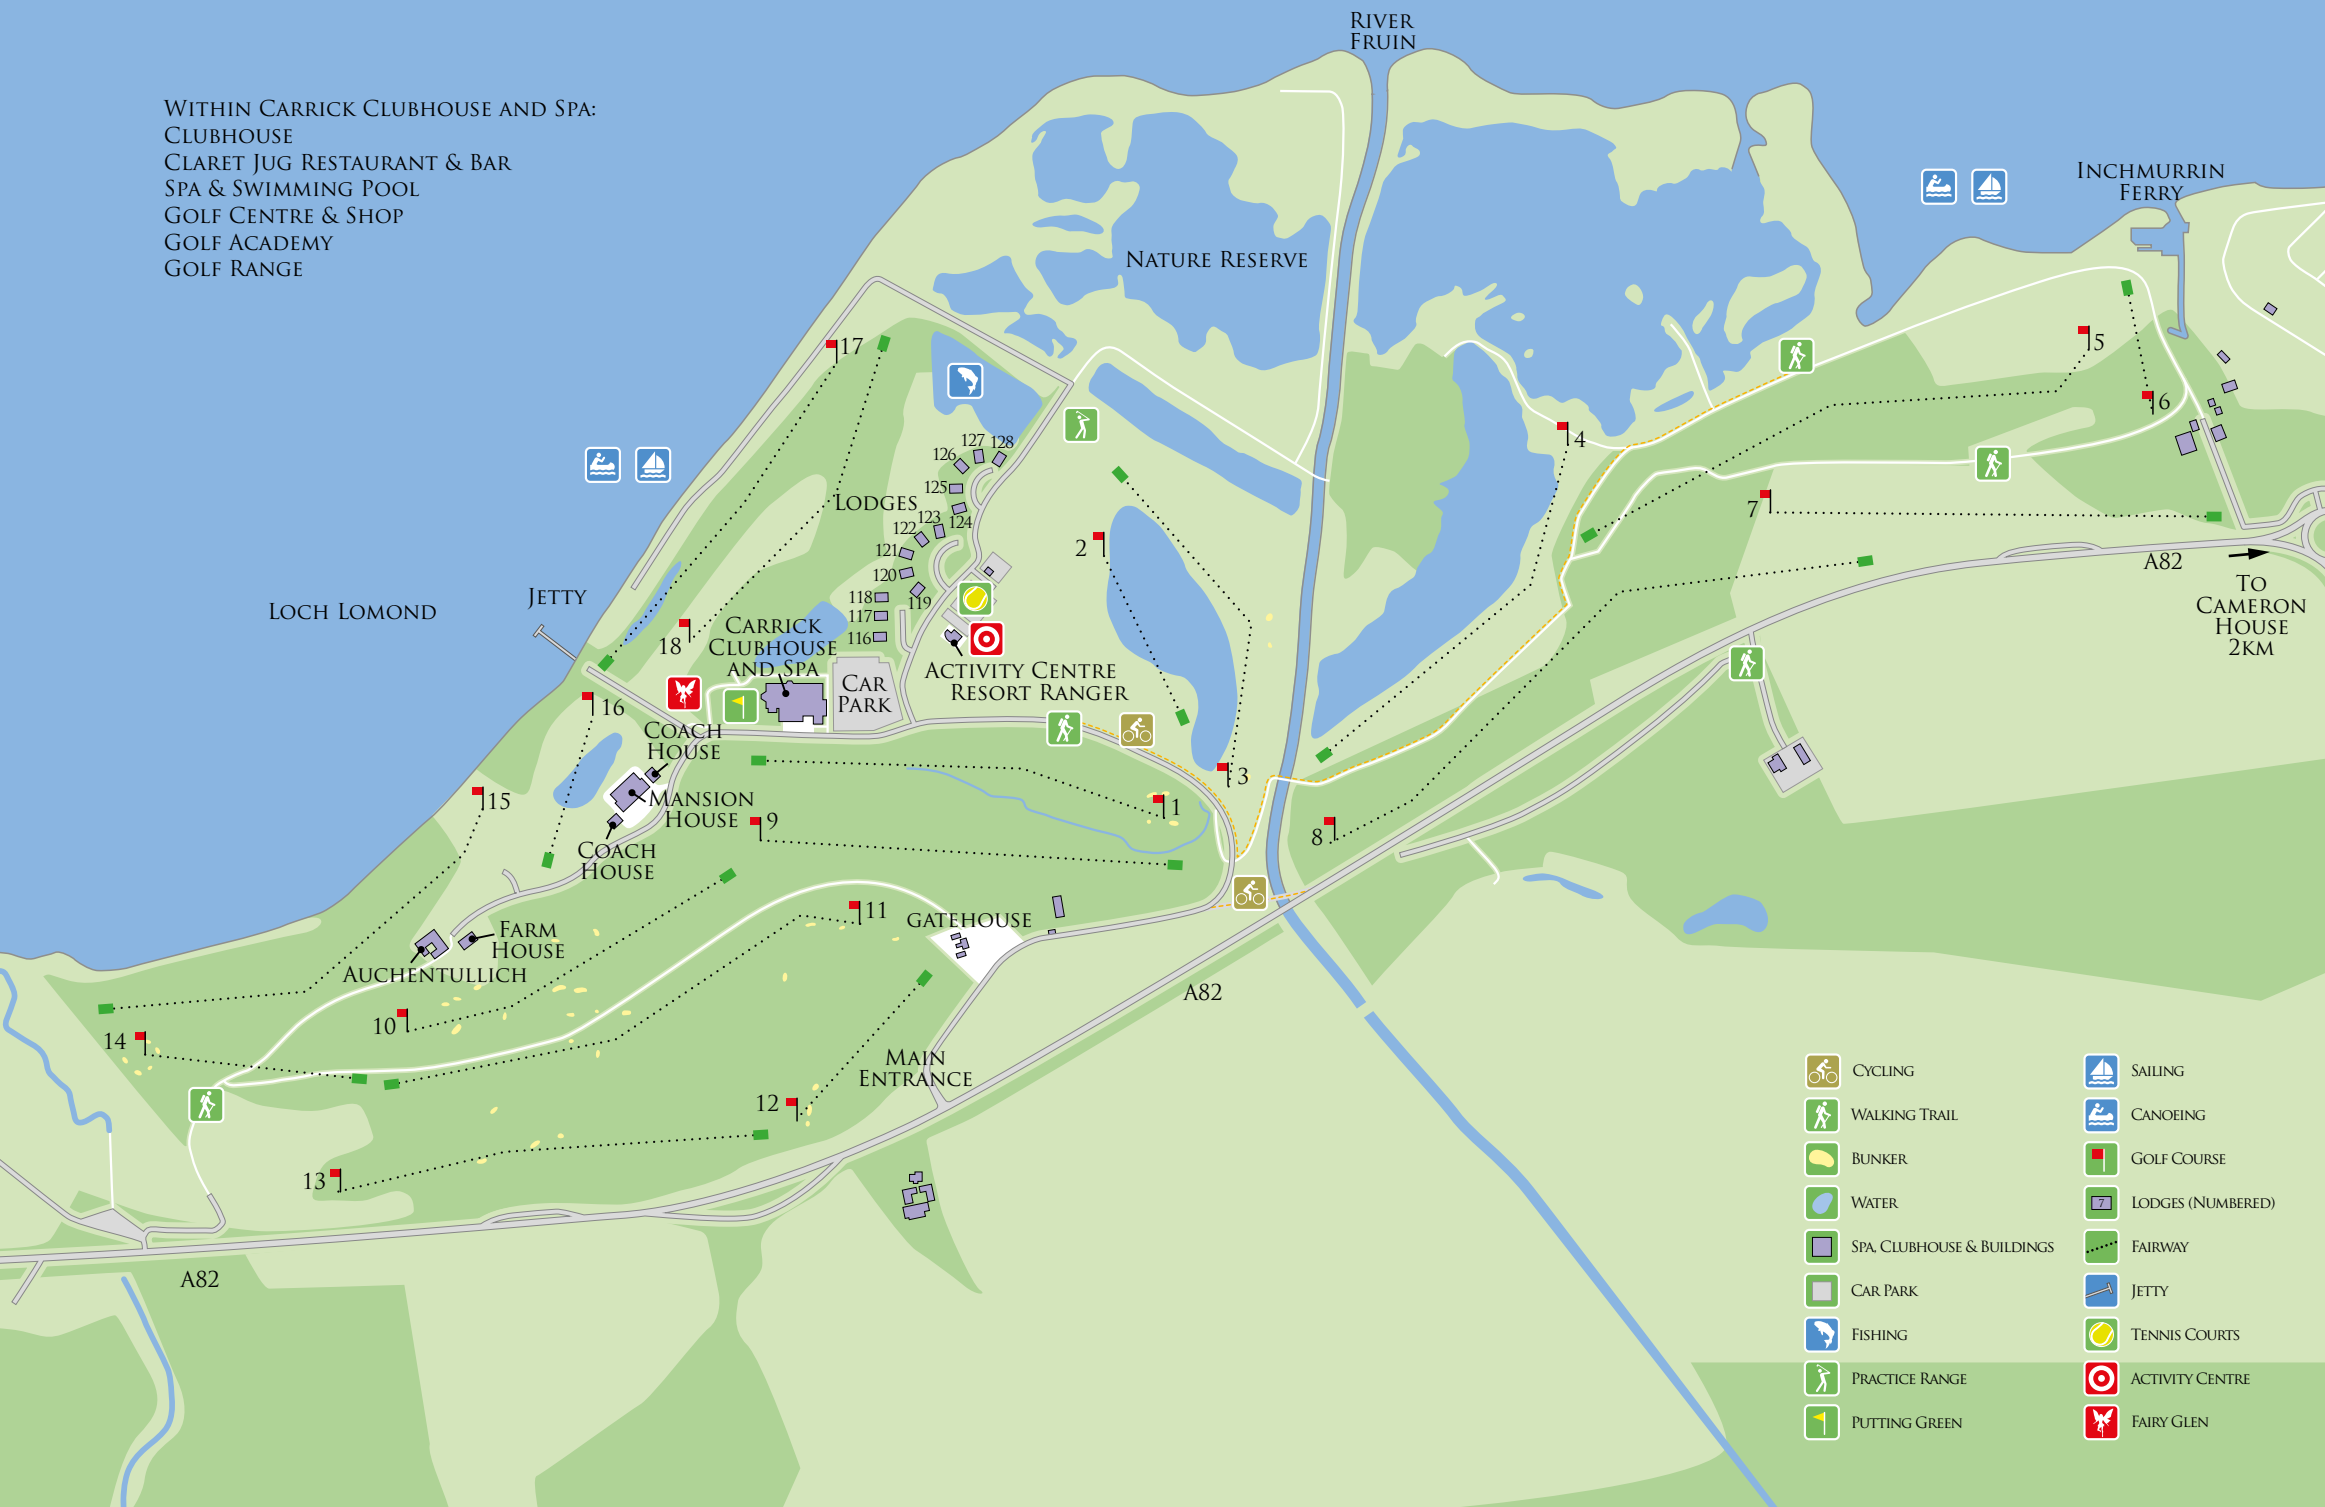 RIVER
FRUIN
WITHIN CARRICK CLUBHOUSE AND SPA:
CLUBHOUSE
CLARET JUG RESTAURANT & BAR
SPA & SWIMMING POOL
GOLF CENTRE & SHOP
GOLF ACADEMY
GOLF RANGE
INCHMURRIN
FERRY
NATURE RESERVE
17
5
6
4
127 128
126
125
LODGES
123
124
122
121
120
119
118
117
116
2
7
A82
TO
CAMERON
HOUSE
2KM
JETTY
LOCH LOMOND
18
CARRICK
CLUBHOUSE
AND SPA
CAR
PARK
ACTIVITY CENTRE
RESORT RANGER
16
COACH
HOUSE
MANSION
HOUSE
COACH
HOUSE
15
9
1
3
8
11
GATEHOUSE
FARM
HOUSE
AUCHENTULLICH
10
14
A82
MAIN
ENTRANCE
12
13
A82
CYCLING
WALKING TRAIL
BUNKER
WATER
SPA, CLUBHOUSE & BUILDINGS
CAR PARK
FISHING
PRACTICE RANGE
PUTTING GREEN
SAILING
CANOEING
GOLF COURSE
7
LODGES (NUMBERED)
FAIRWAY
JETTY
TENNIS COURTS
ACTIVITY CENTRE
FAIRY GLEN